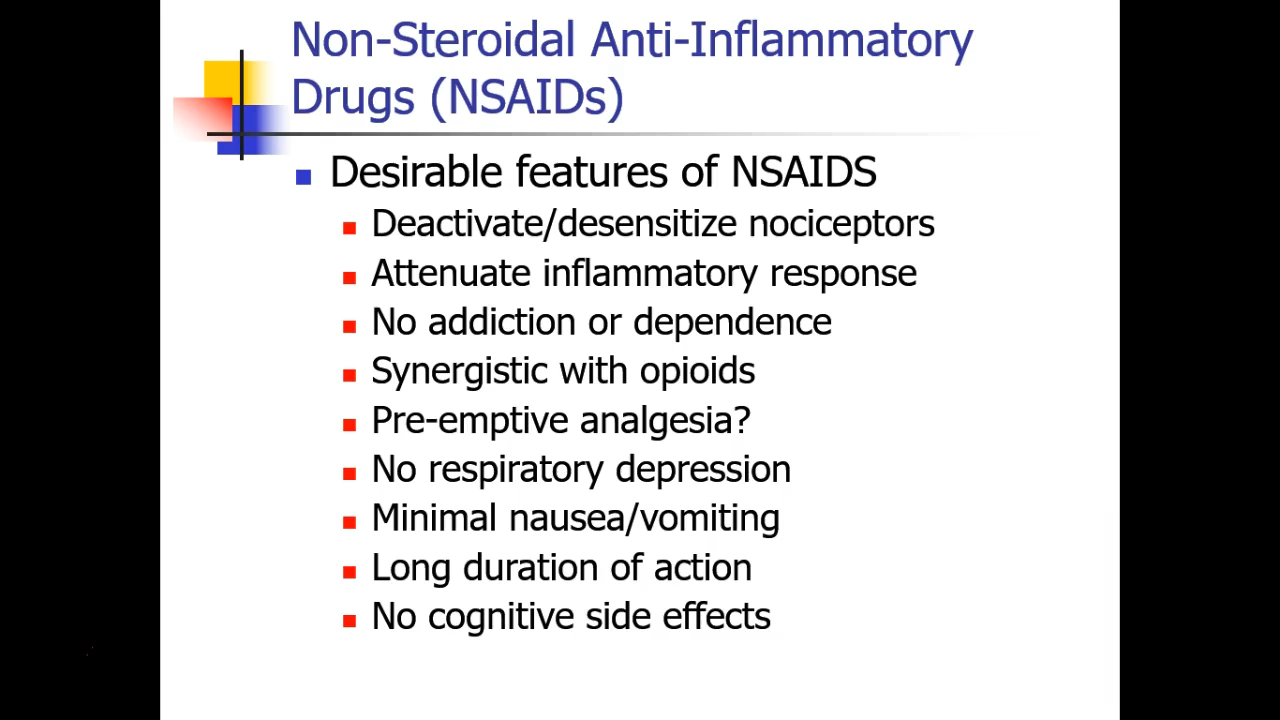 Non-Steroidal Anti-Inflammatory
Drugs (NSAIDs)
Desirable features of NSAIDS
Deactivate/desensitize nociceptors
Attenuate inflammatory response
No addiction or dependence
Synergistic with opioids
Pre-emptive analgesia?
No respiratory depression
Minimal nausea/vomiting
Long duration of action
No cognitive side effects